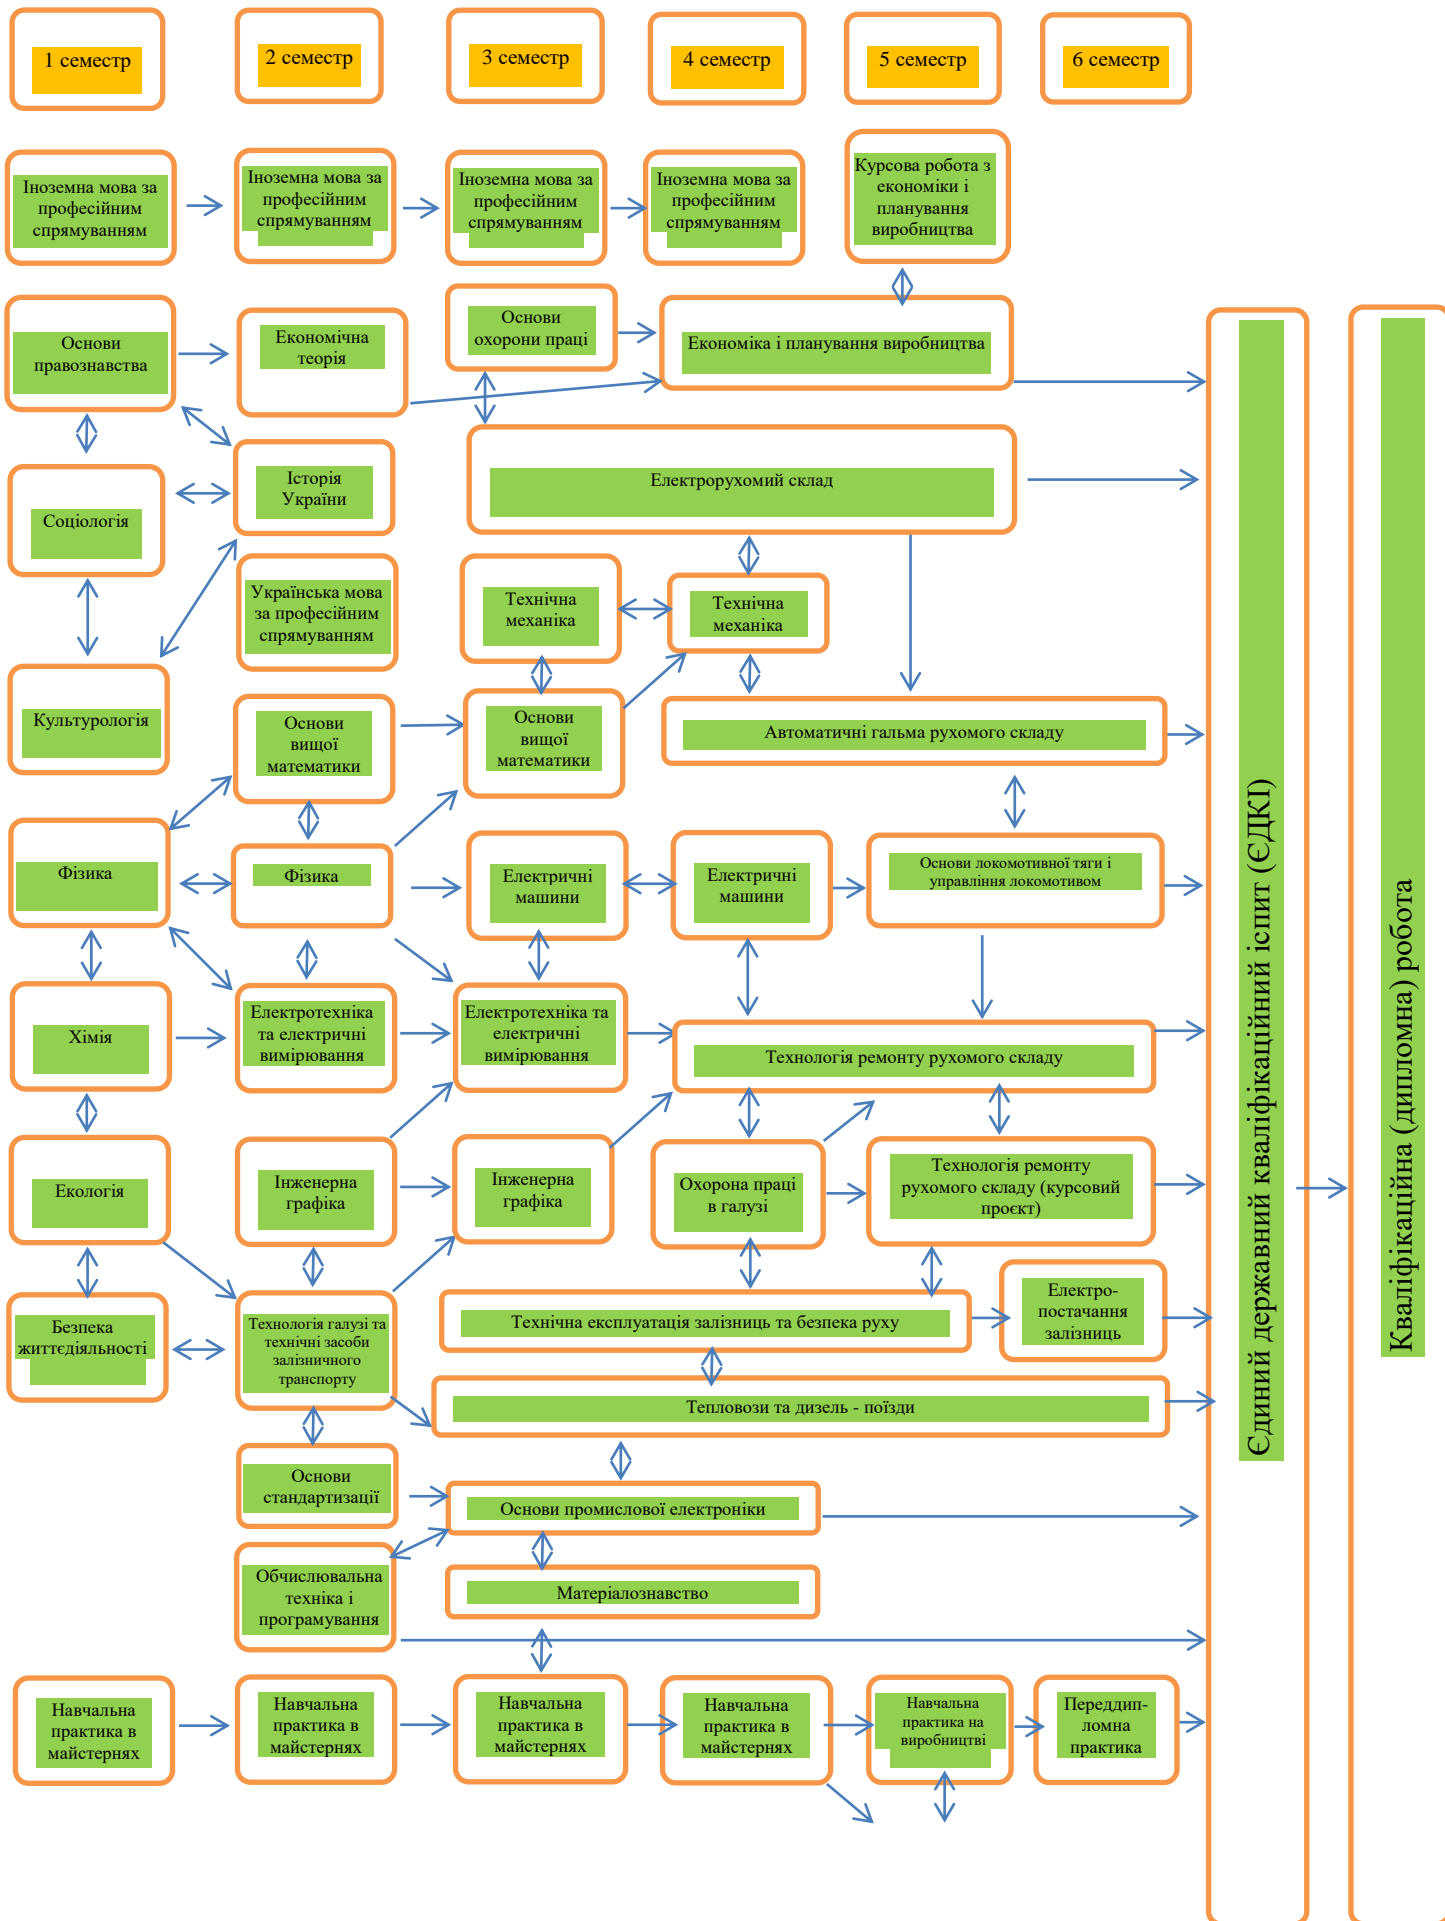 1 семестр
2 семестр
3 семестр
4 семестр
5 семестр
6 семестр
Іноземна мова за
професійним
спрямуванням
Іноземна мова за
професійним
спрямуванням
Іноземна мова за
професійним
спрямуванням
Іноземна мова за
професійним
спрямуванням
Курсова робота з
економіки і
планування
виробництва
Основи
правознавства
Економічна
теорія
Основи
охорони праці
Економіка і планування виробництва
Соціологія
Історія
України
Електрорухомий склад
Українська мова
за професійним
спрямуванням
Технічна
механіка
Технічна
механіка
Культурологія
Основи
вищої
математики
Основи
вищої
математики
Автоматичні гальма рухомого складу
Фізика
Фізика
Електричні
машини
Електричні
машини
Основи локомотивної тяги і
управління локомотивом
Хімія
Електротехніка
та електричні
вимірювання
Електротехніка та
електричні
вимірювання
Технологія ремонту рухомого складу
Екологія
Інженерна
графіка
Інженерна
графіка
Охорона праці
в галузі
Технологія ремонту
рухомого складу (курсовий
проєкт)
Безпека
життєдіяльності
Технологія галузі та
технічні засоби
залізничного
транспорту
Технічна експлуатація залізниць та безпека руху
Електро-
постачання
залізниць
Тепловози та дизель - поїзди
Основи
стандартизації
Основи промислової електроніки
Обчислювальна
техніка і
програмування
Матеріалознавство
Навчальна
практика в
майстернях
Навчальна
практика в
майстернях
Навчальна
практика в
майстернях
Навчальна
практика в
майстернях
Навчальна
практика на
виробництві
Переддип-
ломна
практика
Єдиний державний кваліфікаційний іспит (ЄДКІ)
Кваліфікаційна (дипломна) робота